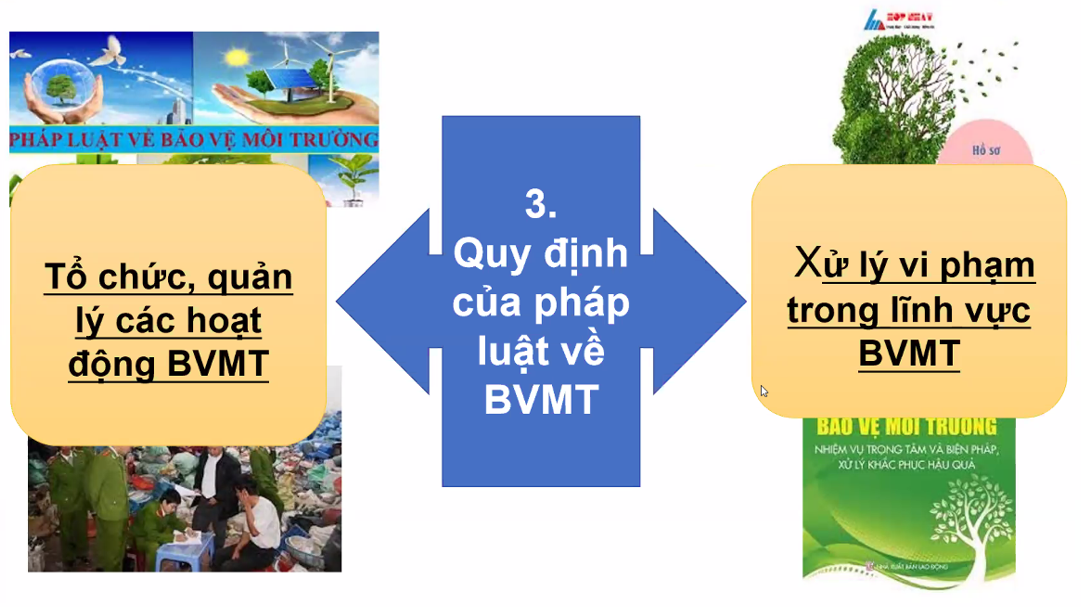 HỢP NHẤT
PHÁP LUẬT VỀ BẢO VỆ MÔI TRƯỜNG
Hồ sơ
3.
Quy định
của pháp
luật về
BVMT
Tổ chức, quản
lý các hoạt
động BVMT
Xử lý vi phạm
trong lĩnh vực
BVMT
BẢO VỆ MÔI TRƯỜNG
NHIỆM VỤ TRỌNG TÂM VÀ BIỆN PHÁP,
XỬ LÝ KHẮC PHỤC HẬU QUẢ
NHÀ XUẤT BẢN LAO ĐỘNG